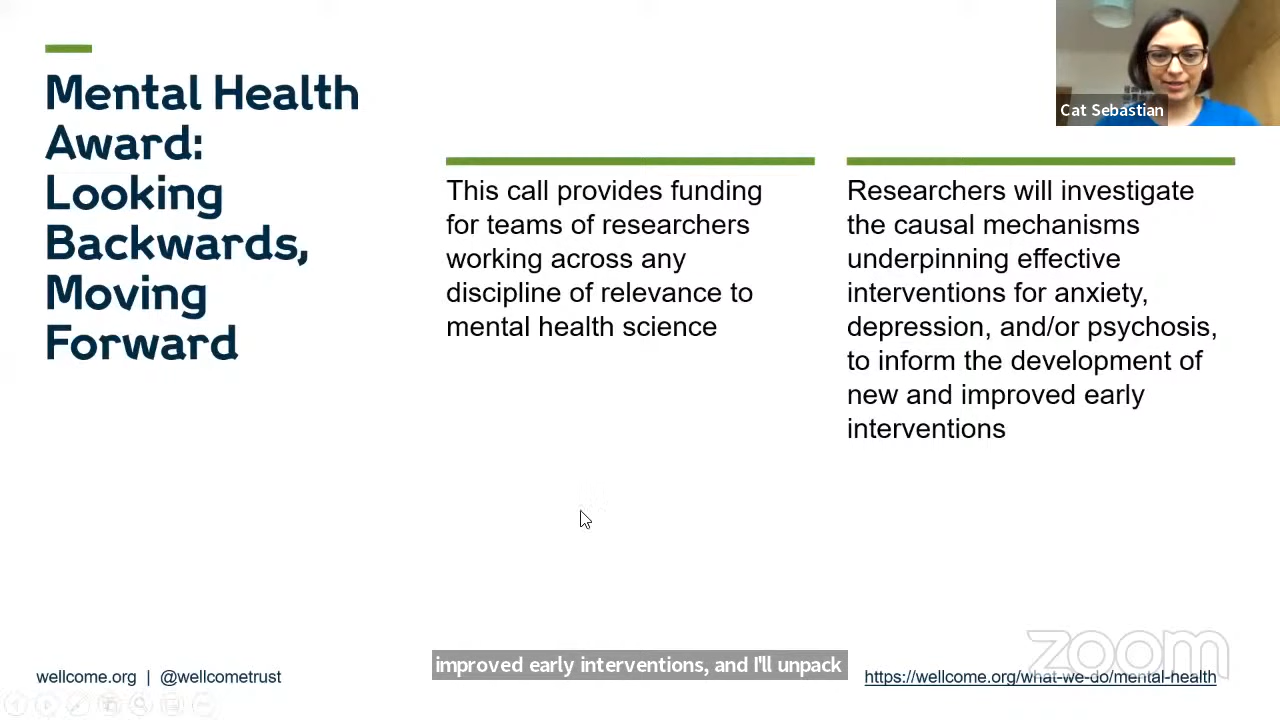 Mental Health
Award:
Looking
Backwards,
Moving
Forward
This call provides funding
for teams of researchers
working across any
discipline of relevance to
mental health science
Researchers will investigate
the causal mechanisms
underpinning effective
interventions for anxiety,
depression, and/or psychosis,
to inform the development of
new and improved early
interventions
Cat Sebastian
improved early interventions, and I'll unpack
wellcome.org | @wellcometrust
zoom
https://wellcome.org/what-we-do/mental-health